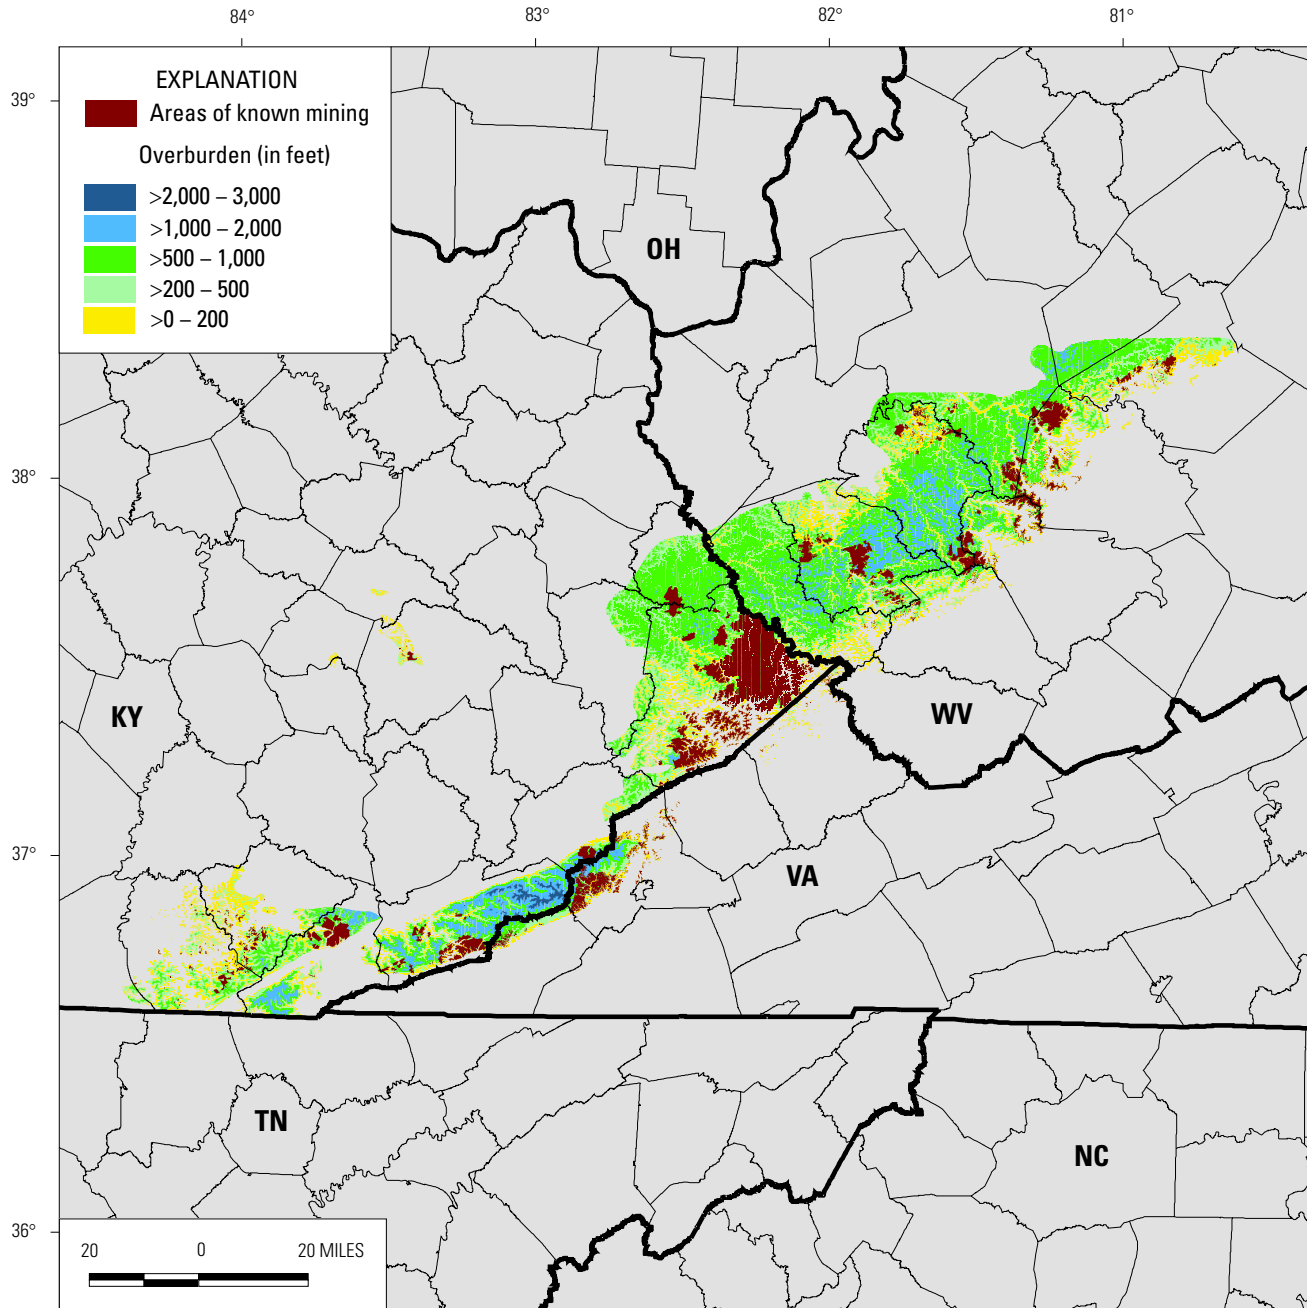 84°
83°
82°
81°
EXPLANATION
39°
Areas of known mining
Overburden (in feet)
>2,000 – 3,000
>1,000 – 2,000
>500 – 1,000
>200 – 500
>0 – 200
OH
38°
KY
WV
37°
VA
TN
NC
36°
20 0 20 MILES